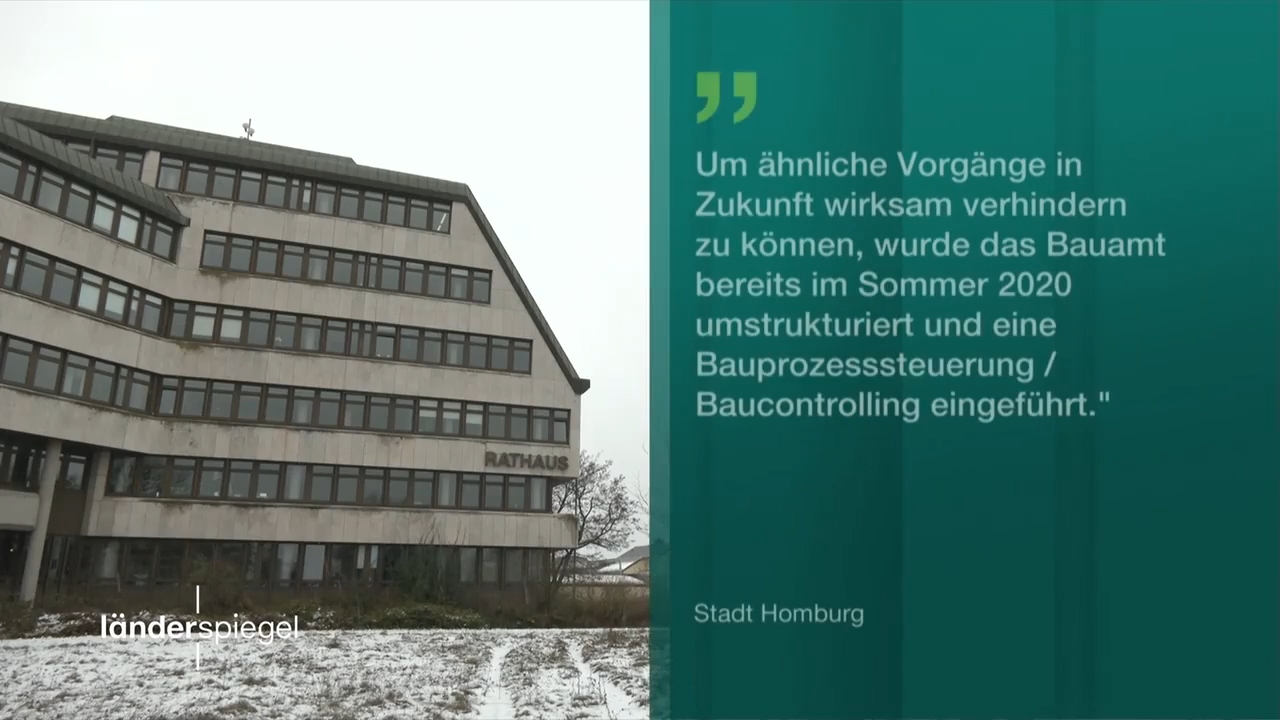 RATHAUS
länderspiegel
"
Um ähnliche Vorgänge in
Zukunft wirksam verhindern
zu können, wurde das Bauamt
bereits im Sommer 2020
umstrukturiert und eine
Bauprozesssteuerung /
Baucontrolling eingeführt."
Stadt Homburg